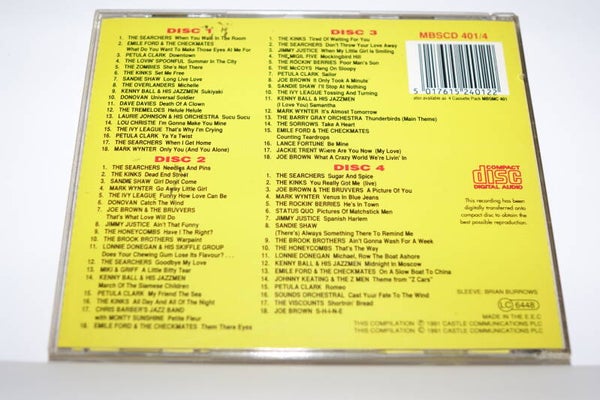 DISC 1
1. THE SEARCHERS When You Walk In The Room
2. EMILE FORD & THE CHECKMATES
What Do You Want To Make Those Eyes At Me For
3. PETULA CLARK Downtown
4. THE LOVIN' SPOONFUL Summer In The City
5. THE ZOMBIES She's Not There
6. THE KINKS Set Me Free
7. SANDIE SHAW Long Live Love
8. THE OVERLANDERS Michelle
9. KENNY BALL & HIS JAZZMEN Sukiyaki
10. DONOVAN Universal Soldier
11. DAVE DAVIES Death Of A Clown
12. THE TREMELOES Helule Helule
13. LAURIE JOHNSON & HIS ORCHESTRA Sucu Sucu
14. LOU CHRISTIE I'm Gonna Make You Mine
15. THE IVY LEAGUE That's Why I'm Crying
16. PETULA CLARK Ya Ya Twist
17. THE SEARCHERS When I Get Home
18. MARK WYNTER Only You (And You Alone)
DISC 2
1. THE SEARCHERS Needles And Pins
2. THE KINKS Dead End Street
3. SANDIE SHAW Girl Don't Come
4. MARK WYNTER Go Away Little Girl
5. THE IVY LEAGUE Funny How Love Can Be
6. DONOVAN Catch The Wind
7. JOE BROWN & THE BRUVVERS
That's What Love Will Do
8. JIMMY JUSTICE Ain't That Funny
9. THE HONEYCOMBS Have I The Right?
10. THE BROOK BROTHERS Warpaint
11. LONNIE DONEGAN & HIS SKIFFLE GROUP
Does Your Chewing Gum Lose Its Flavour? . . .
12. THE SEARCHERS Goodbye My Love
13. MIKI & GRIFF A Little Bitty Tear
14. KENNY BALL & HIS JAZZMEN
March Of The Siamese Children
15. PETULA CLARK My Friend The Sea
16. THE KINKS All Day And All Of The Night
17. CHRIS BARBER'S JAZZ BAND
with MONTY SUNSHINE Petite Fleur
18. EMILE FORD & THE CHECKMATES Them There Eyes
DISC 3
1. THE KINKS Tired Of Waiting For You
2. THE SEARCHERS Don't Throw Your Love Away
3. JIMMY JUSTICE When My Little Girl Is Smiling
4. THE MIGIL FIVE Mockingbird Hill
5. THE ROCKIN BERRIES Poor Man's Son
6. THE McCOYS Hang On Sloopy
7. PETULA CLARK Sailor
8. JOE BROWN It Only Took A Minute
9. SANDIE SHAW I'll Stop At Nothing
10. THE IVY LEAGUE Tossing And Turning
11. KENNY BALL & HIS JAZZMEN
(I Love You) Samantha
12. MARK WYNTER It's Almost Tomorrow
13. THE BARRY GRAY ORCHESTRA Thunderbirds (Main Theme)
14. THE SORROWS Take A Heart
15. EMILE FORD & THE CHECKMATES
Counting Teardrops
16. LANCE FORTUNE Be Mine
17. JACKIE TRENT Where Are You Now (My Love)
18. JOE BROWN What A Crazy World We're Livin' In
DISC 4
1. THE SEARCHERS Sugar And Spice
2. THE KINKS You Really Got Me (live)
3. JOE BROWN & THE BRUVVERS A Picture Of You
4. MARK WYNTER Venus In Blue Jeans
5. THE ROCKIN BERRIES He's In Town
6. STATUS QUO Pictures Of Matchstick Men
7. JIMMY JUSTICE Spanish Harlem
8. SANDIE SHAW
(There's) Always Something There To Remind Me
9. THE BROOK BROTHERS Ain't Gonna Wash For A Week
10. THE HONEYCOMBS That's The Way
11. LONNIE DONEGAN Michael, Row The Boat Ashore
12. KENNY BALL & HIS JAZZMEN Midnight In Moscow
13. EMILE FORD & THE CHECKMATES On A Slow Boat To China
14. JOHNNY KEATING & THE Z MEN Theme from "Z Cars"
15. PETULA CLARK Romeo
16. SOUNDS ORCHESTRAL Cast Your Fate To The Wind
17. THE VISCOUNTS Shortnin' Bread
18. JOE BROWN S-H-I-N-E
THIS COMPILATION Ⓟ 1991 CASTLE COMMUNICATIONS PLC
THIS COMPILATION © 1991 CASTLE COMMUNICATIONS PLC
MBSCD 401/4
5 017615 240122
also available as 4 Cassette Pack MBSMC 401
COMPACT
disc
DIGITAL AUDIO
This recording has been
digitally transferred onto
compact disc to obtain the
best possible reproduction.
SLEEVE: BRIAN BURROWS
LC 6448
MADE IN THE E.E.C